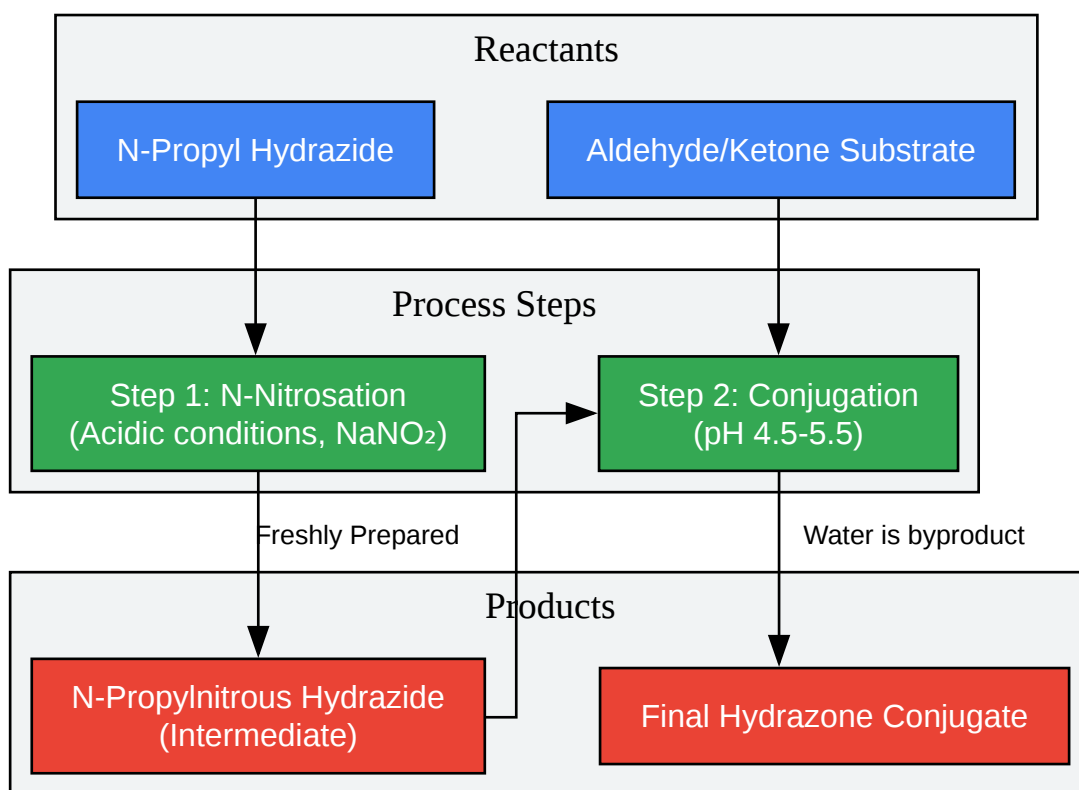 Reactants
N-Propyl Hydrazide
Aldehyde/Ketone Substrate
Process Steps
Step 1: N-Nitrosation
(Acidic conditions, NaNO₂)
Step 2: Conjugation
(pH 4.5-5.5)
Freshly Prepared
Water is byproduct
Products
N-Propylnitrous Hydrazide
(Intermediate)
Final Hydrazone Conjugate